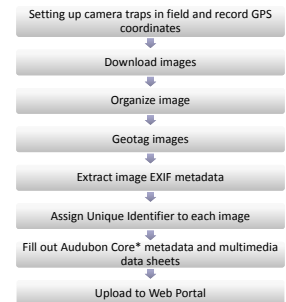 Setting up camera traps in field and record GPS
coordinates
Download images
Organize image
Geotag images
Extract image EXIF metadata
Assign Unique Identifier to each image
Fill out Audubon Core* metadata and multimedia
data sheets
Upload to Web Portal